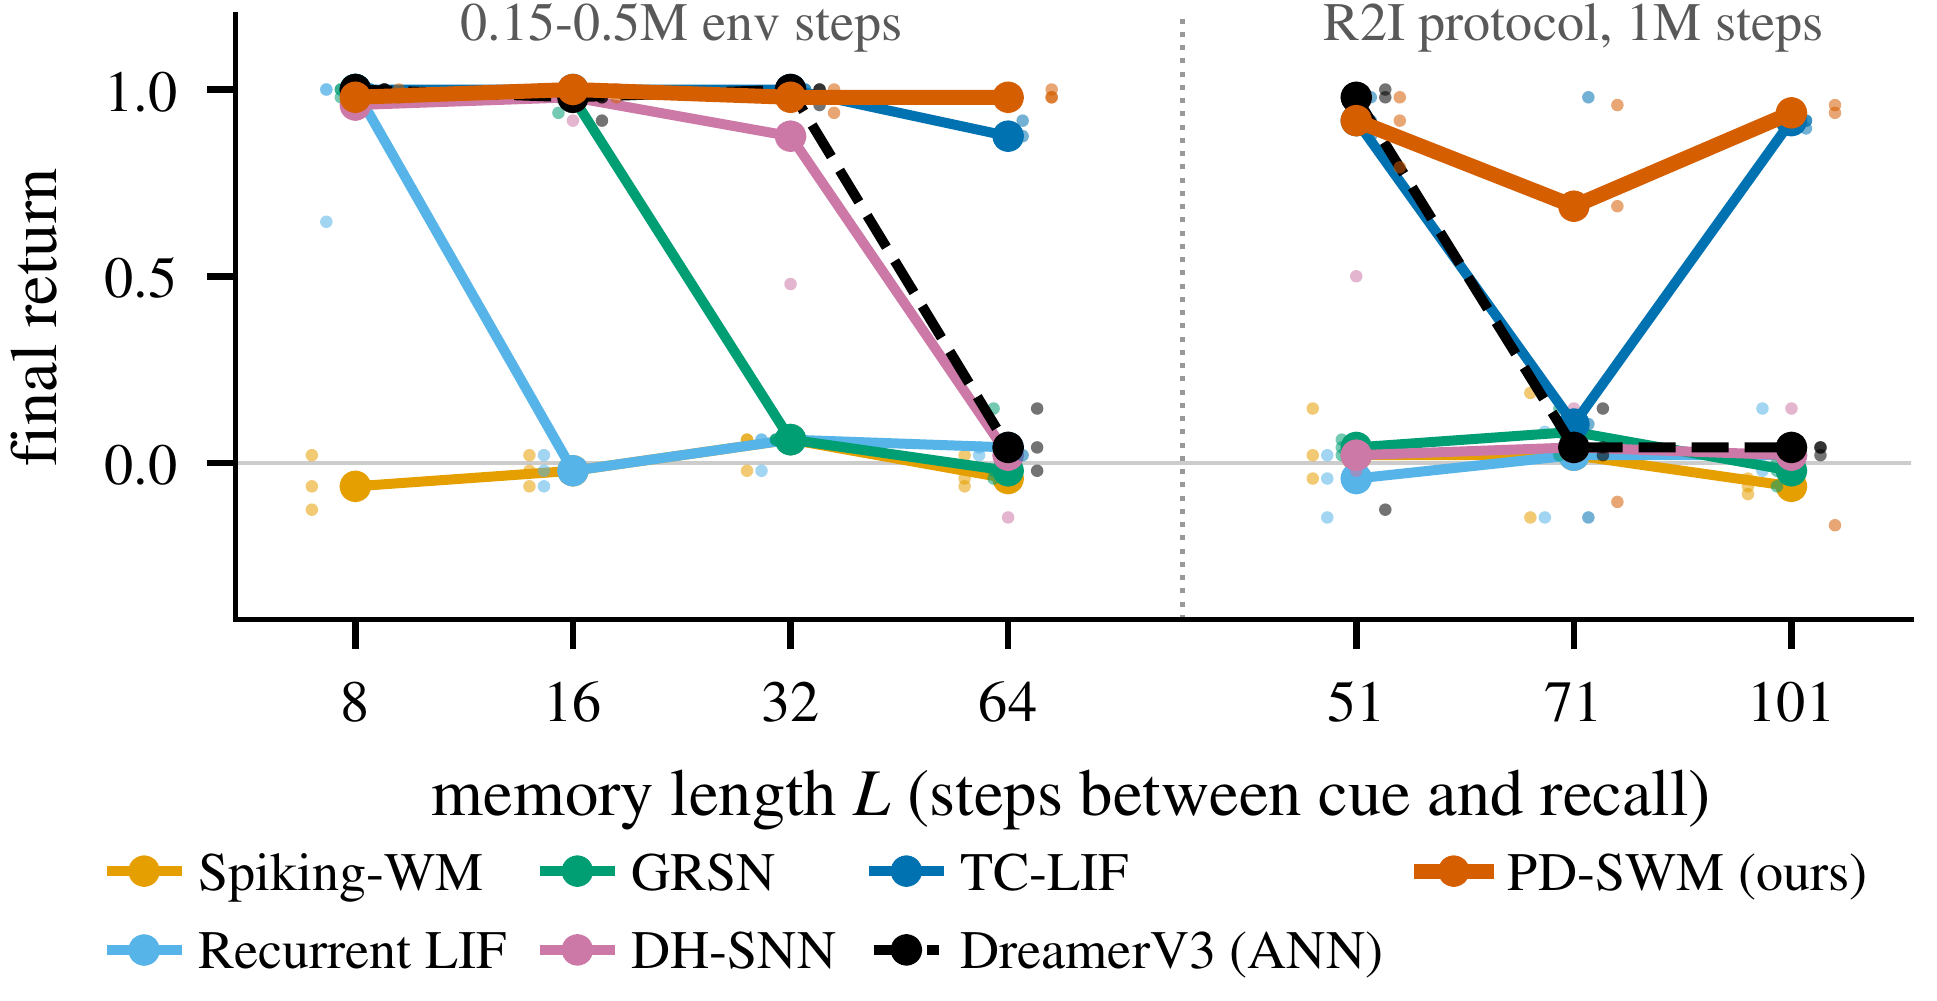 0.15-0.5M env steps
R2I protocol, 1M steps
1.0
0.5
0.0
final return
8
16
32
64
51
71
101
memory length L (steps between cue and recall)
Spiking-WM
GRSN
TC-LIF
PD-SWM (ours)
Recurrent LIF
DH-SNN
DreamerV3 (ANN)